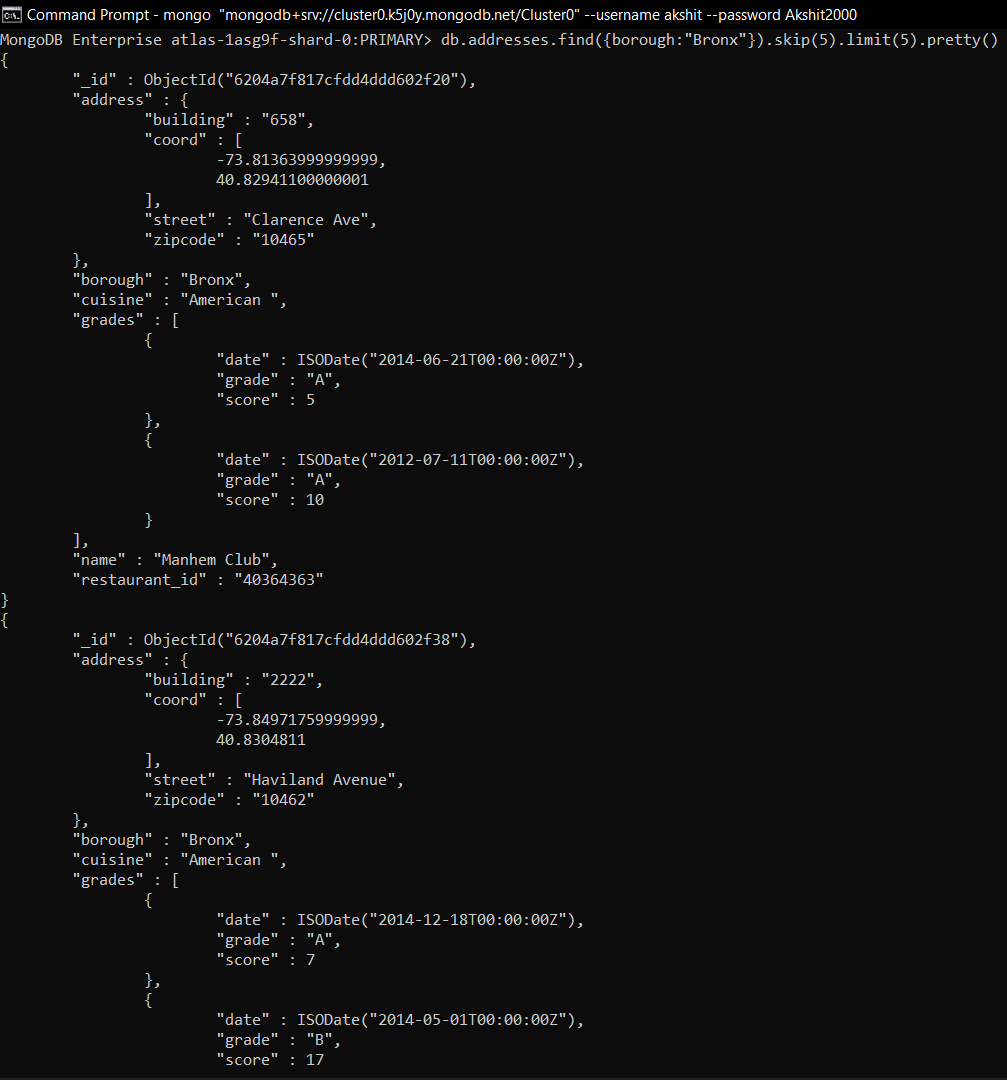 Command Prompt - mongo "mongodb+srv://cluster0.k5j0y.mongodb.net/Cluster0" --username akshit --password Akshit2000
MongoDB Enterprise atlas-1asg9f-shard-0:PRIMARY> db.addresses.find({borough:"Bronx"}).skip(5).limit(5).pretty()
{
        "_id" : ObjectId("6204a7f817cfdd4ddd602f20"),
        "address" : {
                "building" : "658",
                "coord" : [
                        -73.81363999999999,
                        40.82941100000001
                ],
                "street" : "Clarence Ave",
                "zipcode" : "10465"
        },
        "borough" : "Bronx",
        "cuisine" : "American ",
        "grades" : [
                {
                        "date" : ISODate("2014-06-21T00:00:00Z"),
                        "grade" : "A",
                        "score" : 5
                },
                {
                        "date" : ISODate("2012-07-11T00:00:00Z"),
                        "grade" : "A",
                        "score" : 10
                }
        ],
        "name" : "Manhem Club",
        "restaurant_id" : "40364363"
}
{
        "_id" : ObjectId("6204a7f817cfdd4ddd602f38"),
        "address" : {
                "building" : "2222",
                "coord" : [
                        -73.84971759999999,
                        40.8304811
                ],
                "street" : "Haviland Avenue",
                "zipcode" : "10462"
        },
        "borough" : "Bronx",
        "cuisine" : "American ",
        "grades" : [
                {
                        "date" : ISODate("2014-12-18T00:00:00Z"),
                        "grade" : "A",
                        "score" : 7
                },
                {
                        "date" : ISODate("2014-05-01T00:00:00Z"),
                        "grade" : "B",
                        "score" : 17